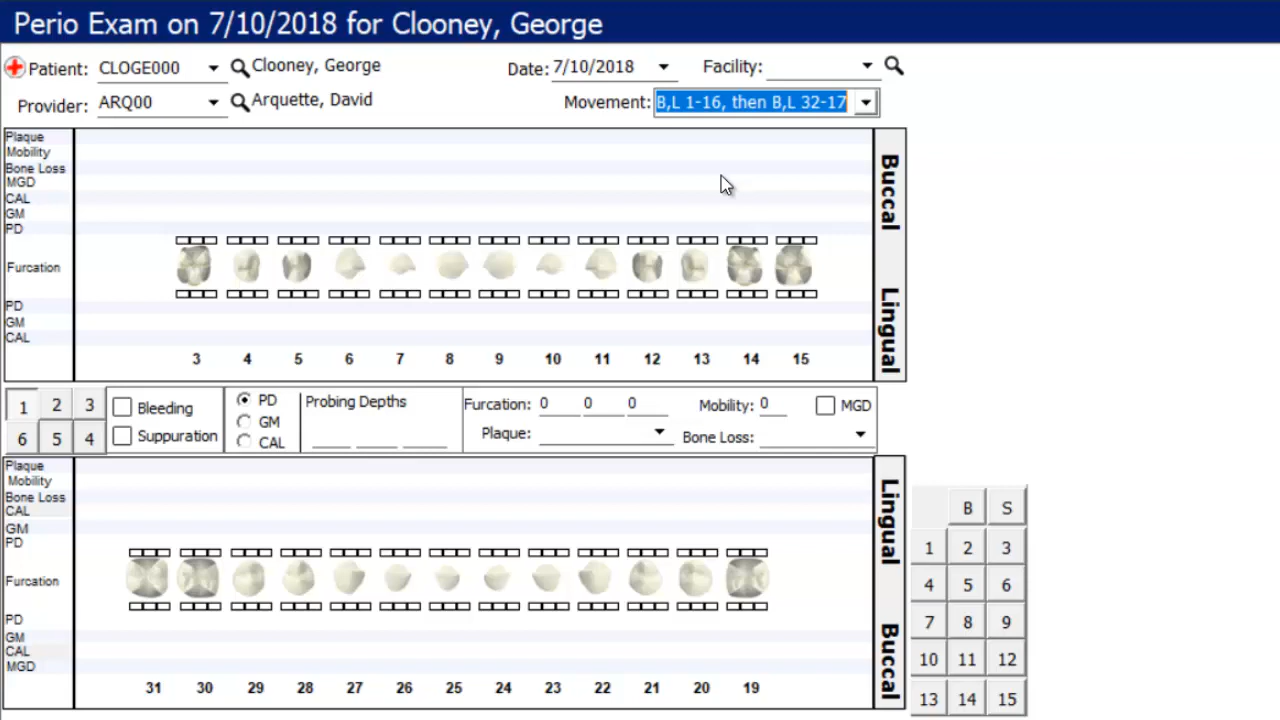 Perio Exam on 7/10/2018 for Clooney, George
Patient: CLOGE000 Clooney, George Date: 7/10/2018 Facility:
Provider: ARQ00 Arquette, David Movement: B,L 1-16, then B,L 32-17
Plaque
Mobility
Bone Loss
MGD
CAL
GM
PD
Buccal
Furcation
PD
GM
CAL
Lingual
3 4 5 6 7 8 9 10 11 12 13 14 15
1 2 3 Bleeding PD Probing Depths Furcation: 0 0 0 Mobility: 0 MGD
GM
6 5 4 Suppuration CAL Plaque: Bone Loss:
Plaque
Mobility
Bone Loss
CAL
GM
PD
Lingual
Furcation
PD
GM
CAL
MGD
Buccal
31 30 29 28 27 26 25 24 23 22 21 20 19
B S
1 2 3
4 5 6
7 8 9
10 11 12
13 14 15